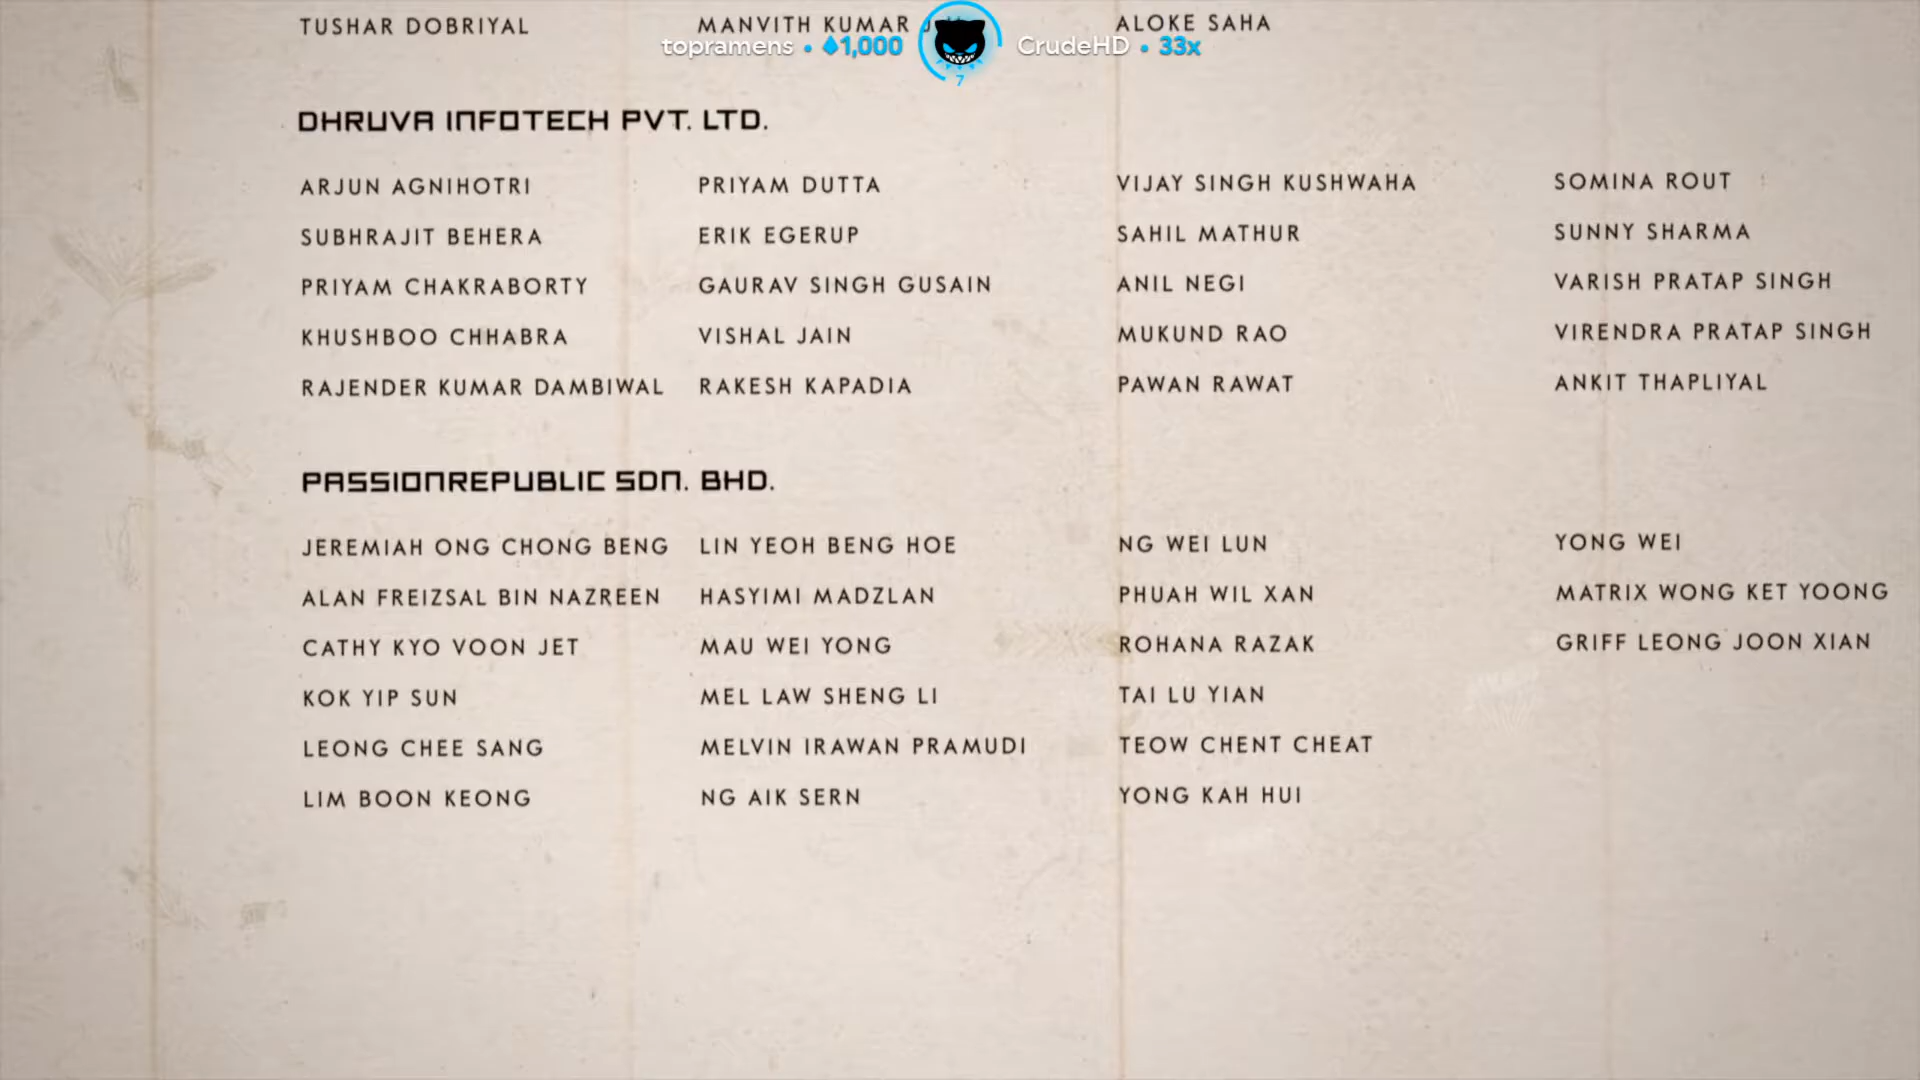 TUSHAR DOBRIYAL MANVITH KUMAR ALOKE SAHA
topramens • 1,000 7 CrudeHD • 33x
DHRUVA INFOTECH PVT. LTD.
ARJUN AGNIHOTRI PRIYAM DUTTA VIJAY SINGH KUSHWAHA SOMINA ROUT
SUBHRAJIT BEHERA ERIK EGERUP SAHIL MATHUR SUNNY SHARMA
PRIYAM CHAKRABORTY GAURAV SINGH GUSAIN ANIL NEGI VARISH PRATAP SINGH
KHUSHBOO CHHABRA VISHAL JAIN MUKUND RAO VIRENDRA PRATAP SINGH
RAJENDER KUMAR DAMBIWAL RAKESH KAPADIA PAWAN RAWAT ANKIT THAPLIYAL
PASSIONREPUBLIC SDN. BHD.
JEREMIAH ONG CHONG BENG LIN YEOH BENG HOE NG WEI LUN YONG WEI
ALAN FREIZSAL BIN NAZREEN HASYIMI MADZLAN PHUAH WIL XAN MATRIX WONG KET YOONG
CATHY KYO VOON JET MAU WEI YONG ROHANA RAZAK GRIFF LEONG JOON XIAN
KOK YIP SUN MEL LAW SHENG LI TAI LU YIAN
LEONG CHEE SANG MELVIN IRAWAN PRAMUDI TEOW CHENT CHEAT
LIM BOON KEONG NG AIK SERN YONG KAH HUI